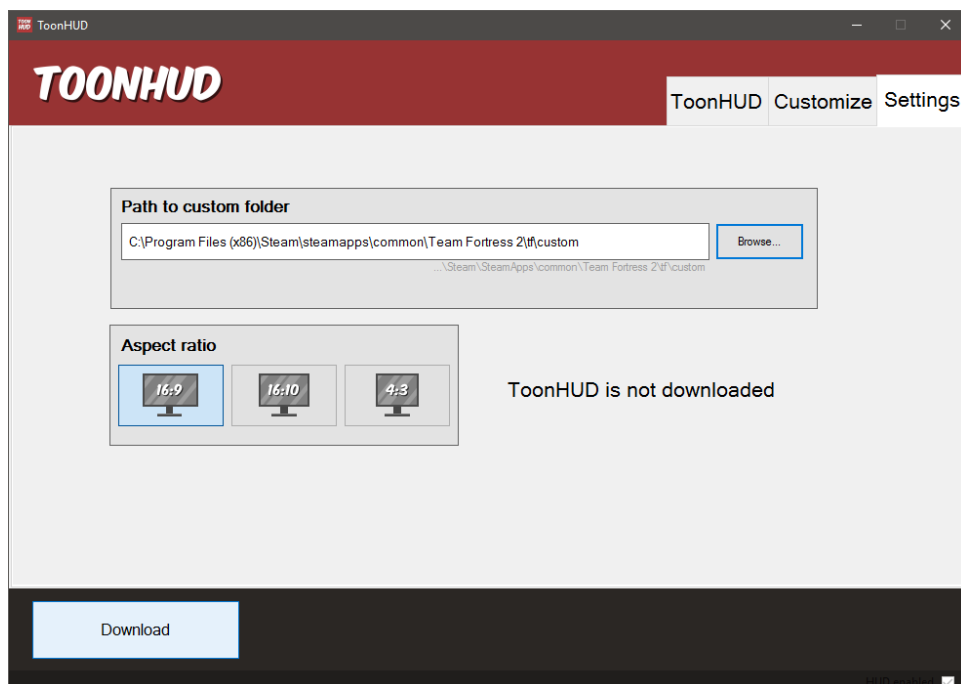 ToonHUD
TOONHUD
ToonHUD Customize Settings
Path to custom folder
C:\Program Files (x86)\Steam\steamapps\common\Team Fortress 2\tf\custom
Browse...
...\Steam\SteamApps\common\Team Fortress 2\tf\custom
Aspect ratio
16:9 16:10 4:3
ToonHUD is not downloaded
Download
HUD enabled